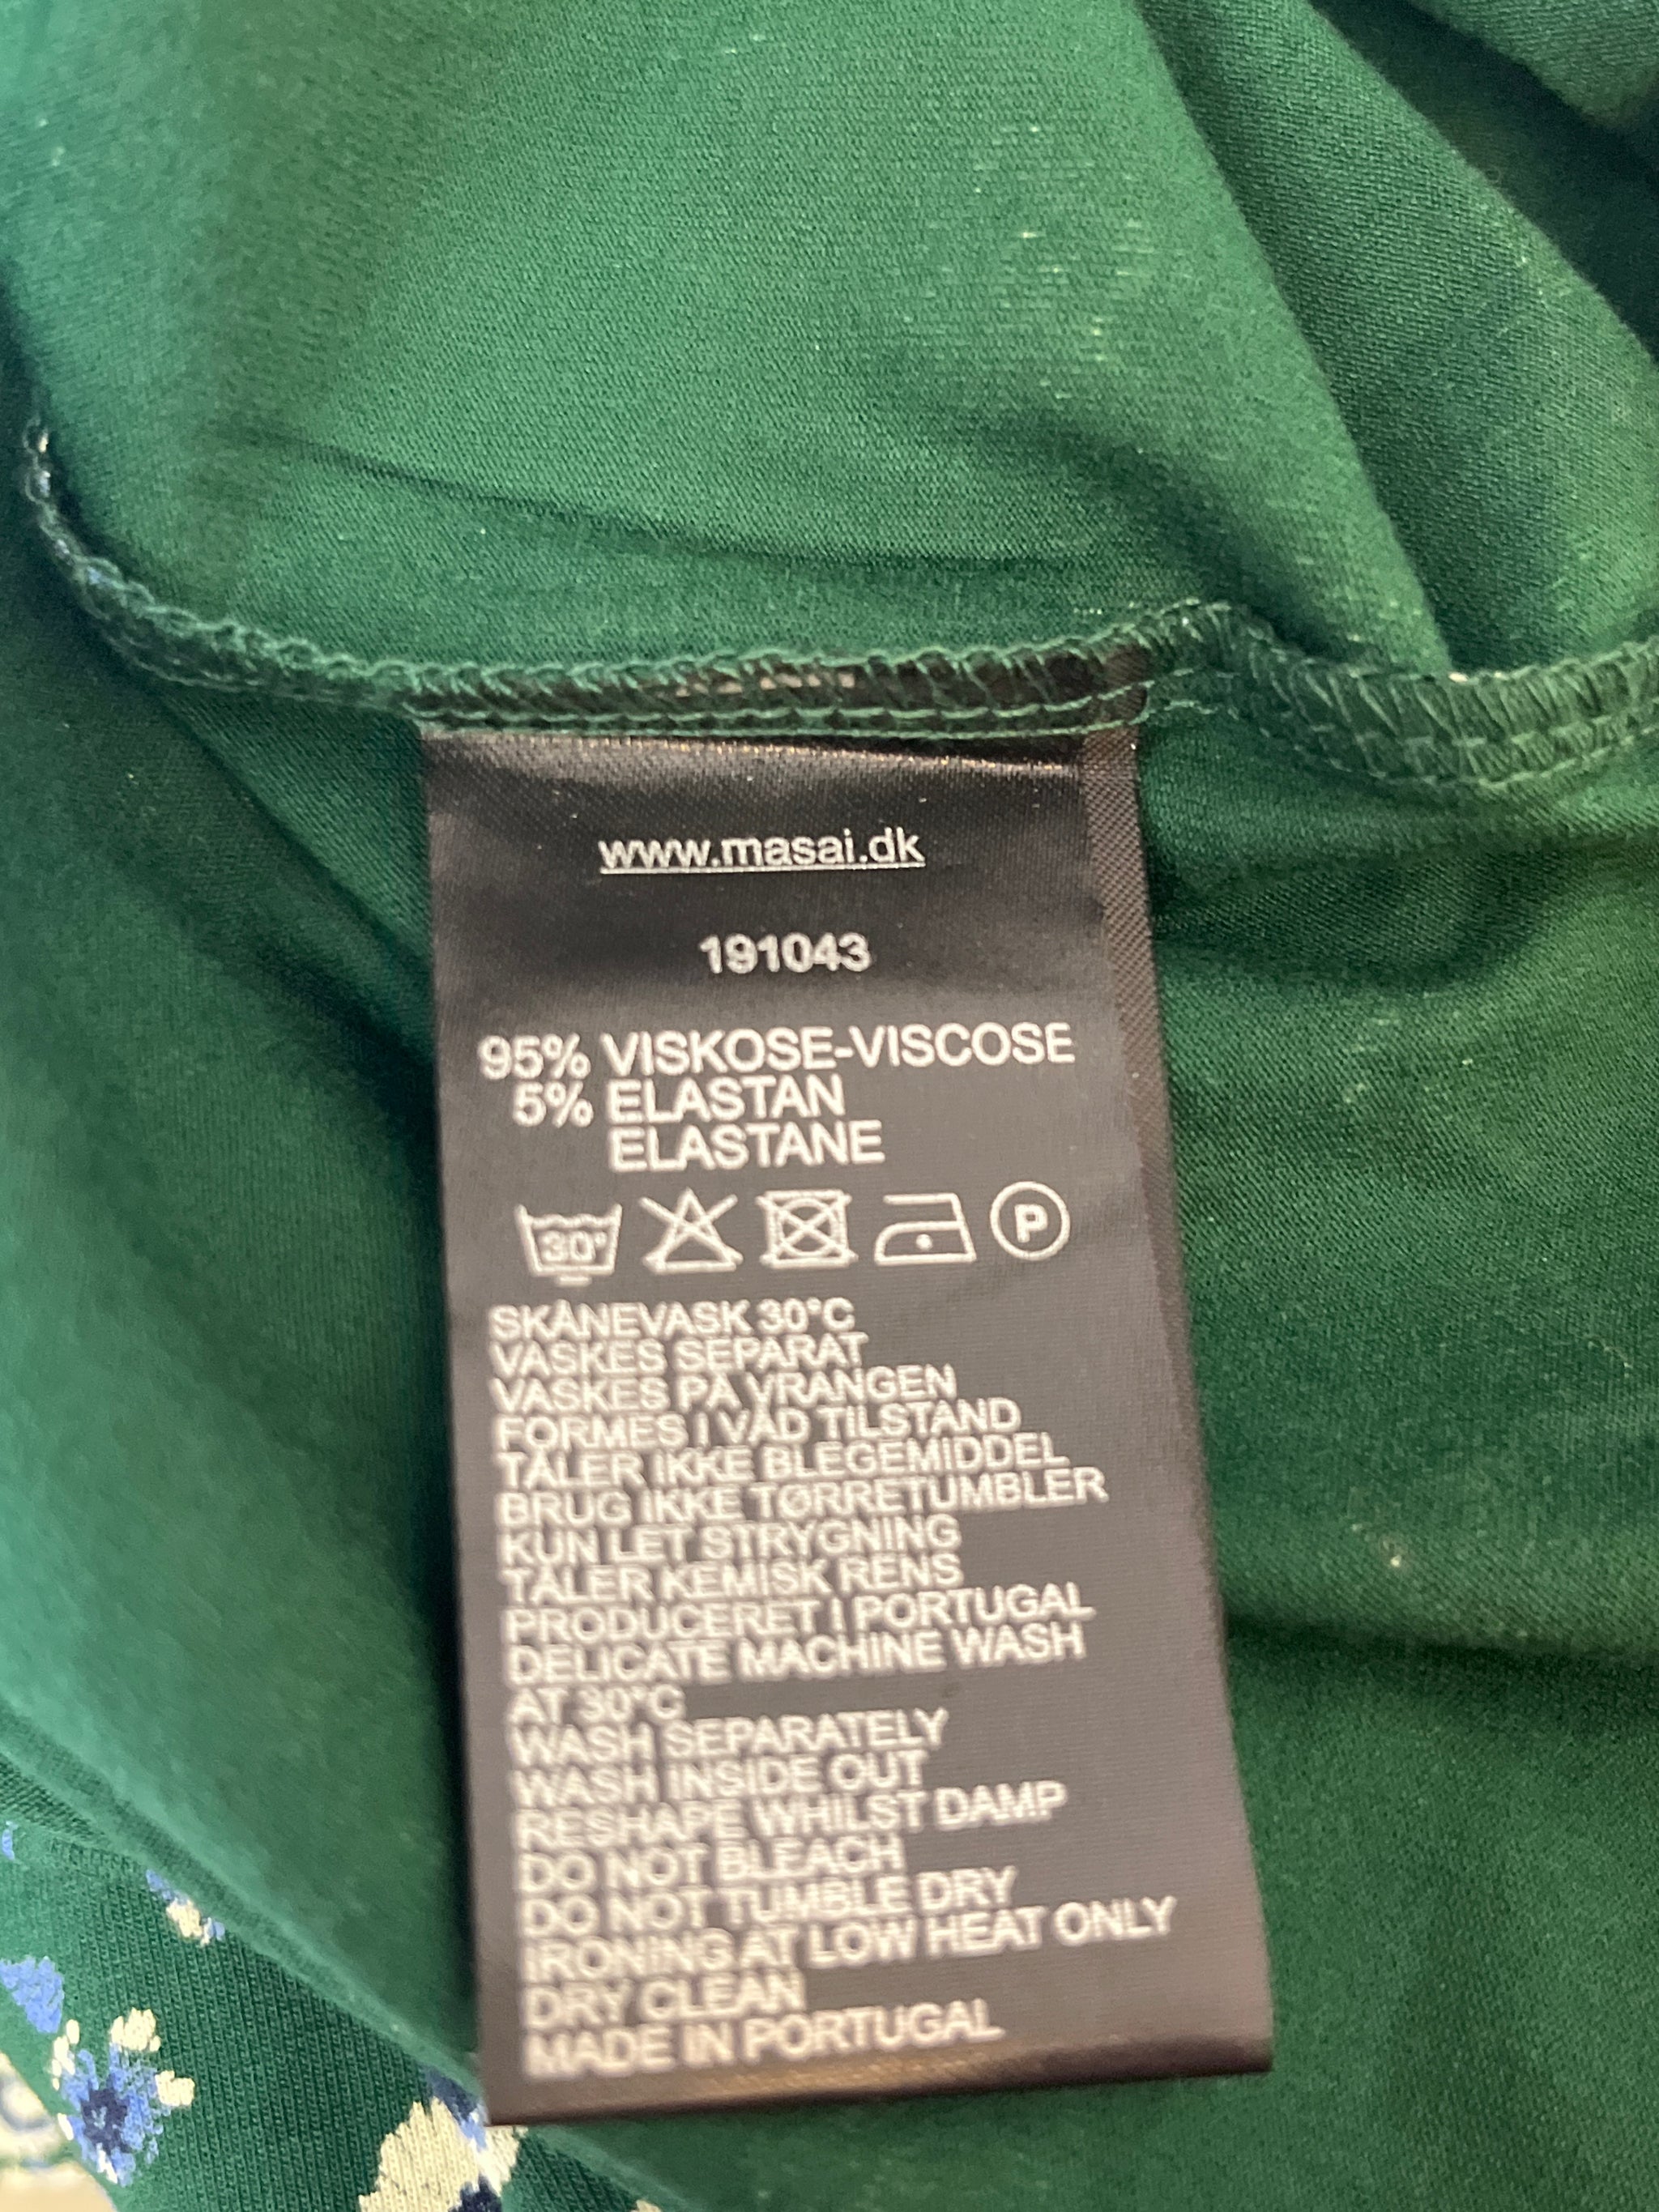 www.masai.dk
191043
95% VISKOSE-VISCOSE
5% ELASTAN
ELASTANE
30° P
SKÅNEVASK 30°C
VASKES SEPARAT
VASKES PÅ VRANGEN
FORMES I VÅD TILSTAND
TÅLER IKKE BLEGEMIDDEL
BRUG IKKE TØRRETUMBLER
KUN LET STRYGNING
TÅLER KEMISK RENS
PRODUCERET I PORTUGAL
DELICATE MACHINE WASH
AT 30°C
WASH SEPARATELY
WASH INSIDE OUT
RESHAPE WHILST DAMP
DO NOT BLEACH
DO NOT TUMBLE DRY
IRONING AT LOW HEAT ONLY
DRY CLEAN
MADE IN PORTUGAL